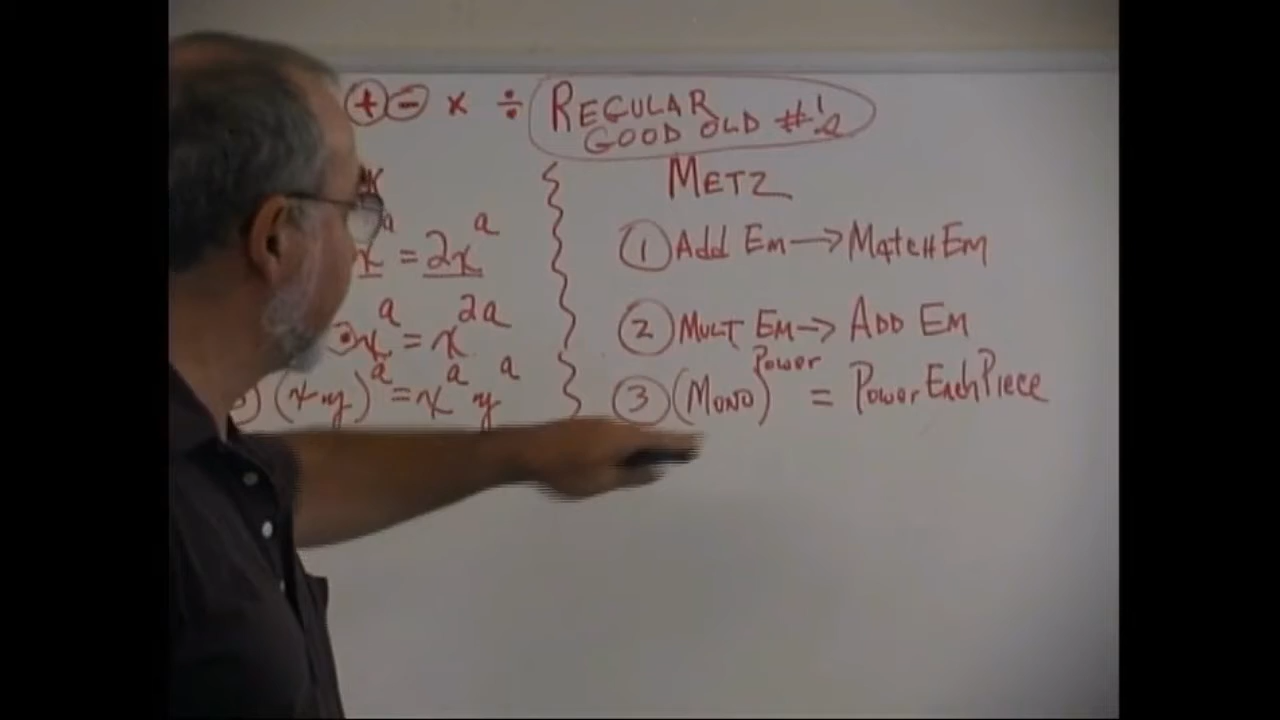 + - × ÷ REGULAR
GOOD OLD #'s
METZ
a a
x = 2x
① Add Em → Match Em
a 2a
x = x
② MULT EM → ADD EM
(xy)ᵃ = xᵃyᵃ
③ (MONO)ᴾᵒʷᵉʳ = Power Each Piece